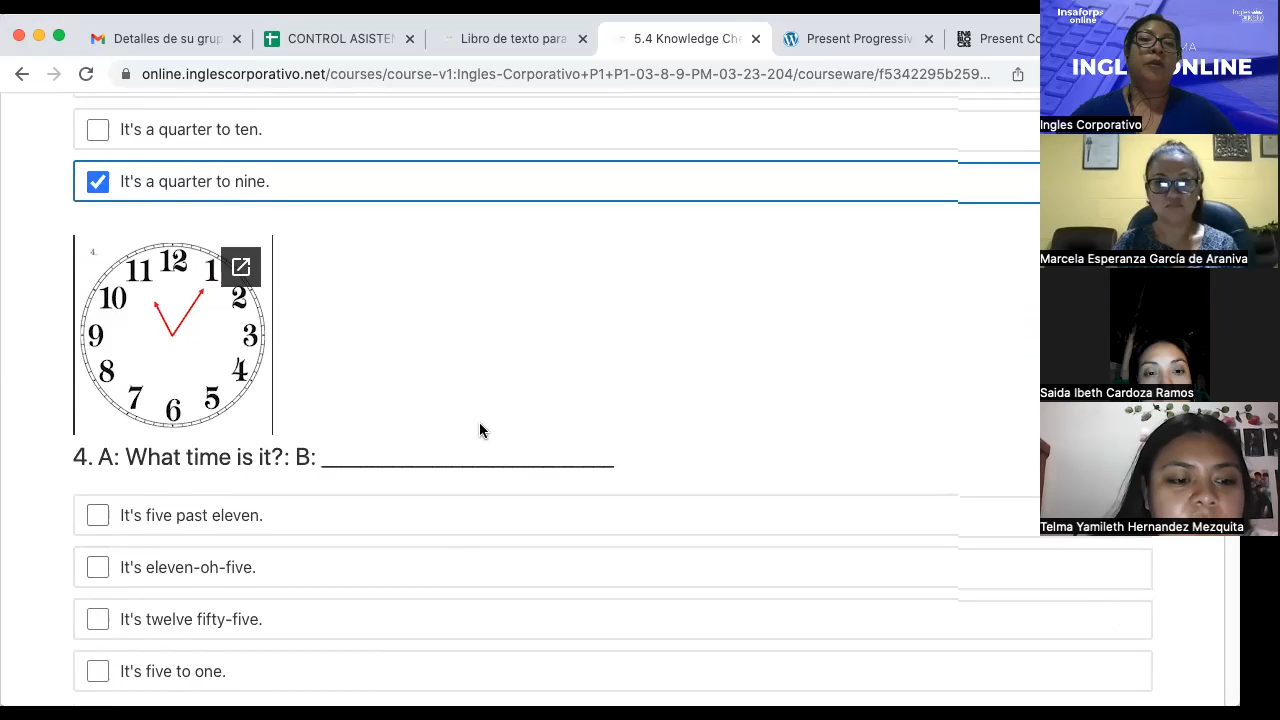 Detalles de su grup
CONTROL ASISTEN
Libro de texto para
5.4 Knowledge Che
Present Progressiv
Present Co
online.inglescorporativo.net/courses/course-v1:Ingles-Corporativo+P1+P1-03-8-9-PM-03-23-204/courseware/f5342295b259...
It's a quarter to ten.
It's a quarter to nine.
4.
12
11 1
10 2
9 3
8 4
7 5
6
4. A: What time is it?: B: ___________________________
It's five past eleven.
It's eleven-oh-five.
It's twelve fifty-five.
It's five to one.
Insaforp
online
INGL ONLINE
Ingles Corporativo
Marcela Esperanza García de Araniva
Saida Ibeth Cardoza Ramos
Telma Yamileth Hernandez Mezquita